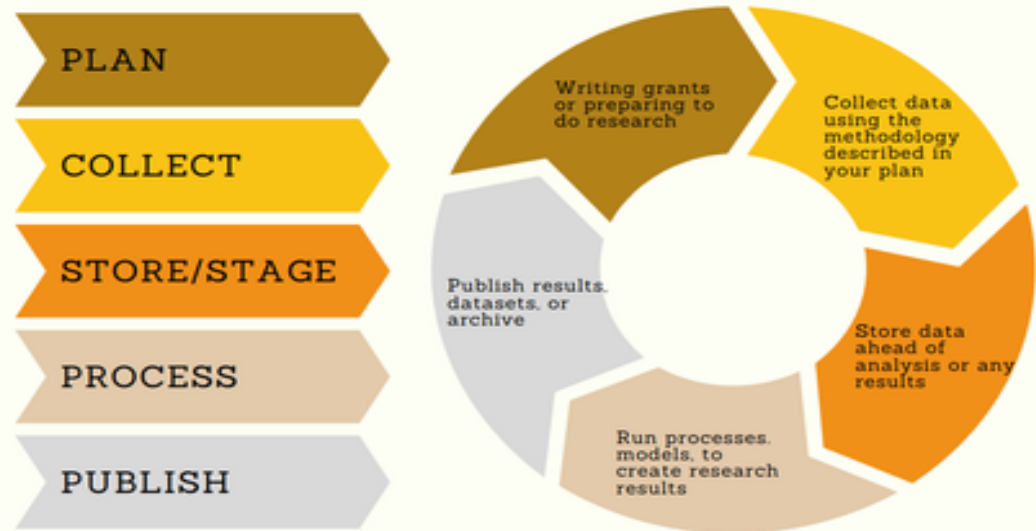 PLAN
COLLECT
STORE/STAGE
PROCESS
PUBLISH
Writing grants
or preparing to
do research
Collect data
using the
methodology
described in
your plan
Store data
ahead of
analysis or any
results
Run processes,
models, to
create research
results
Publish results,
datasets, or
archive